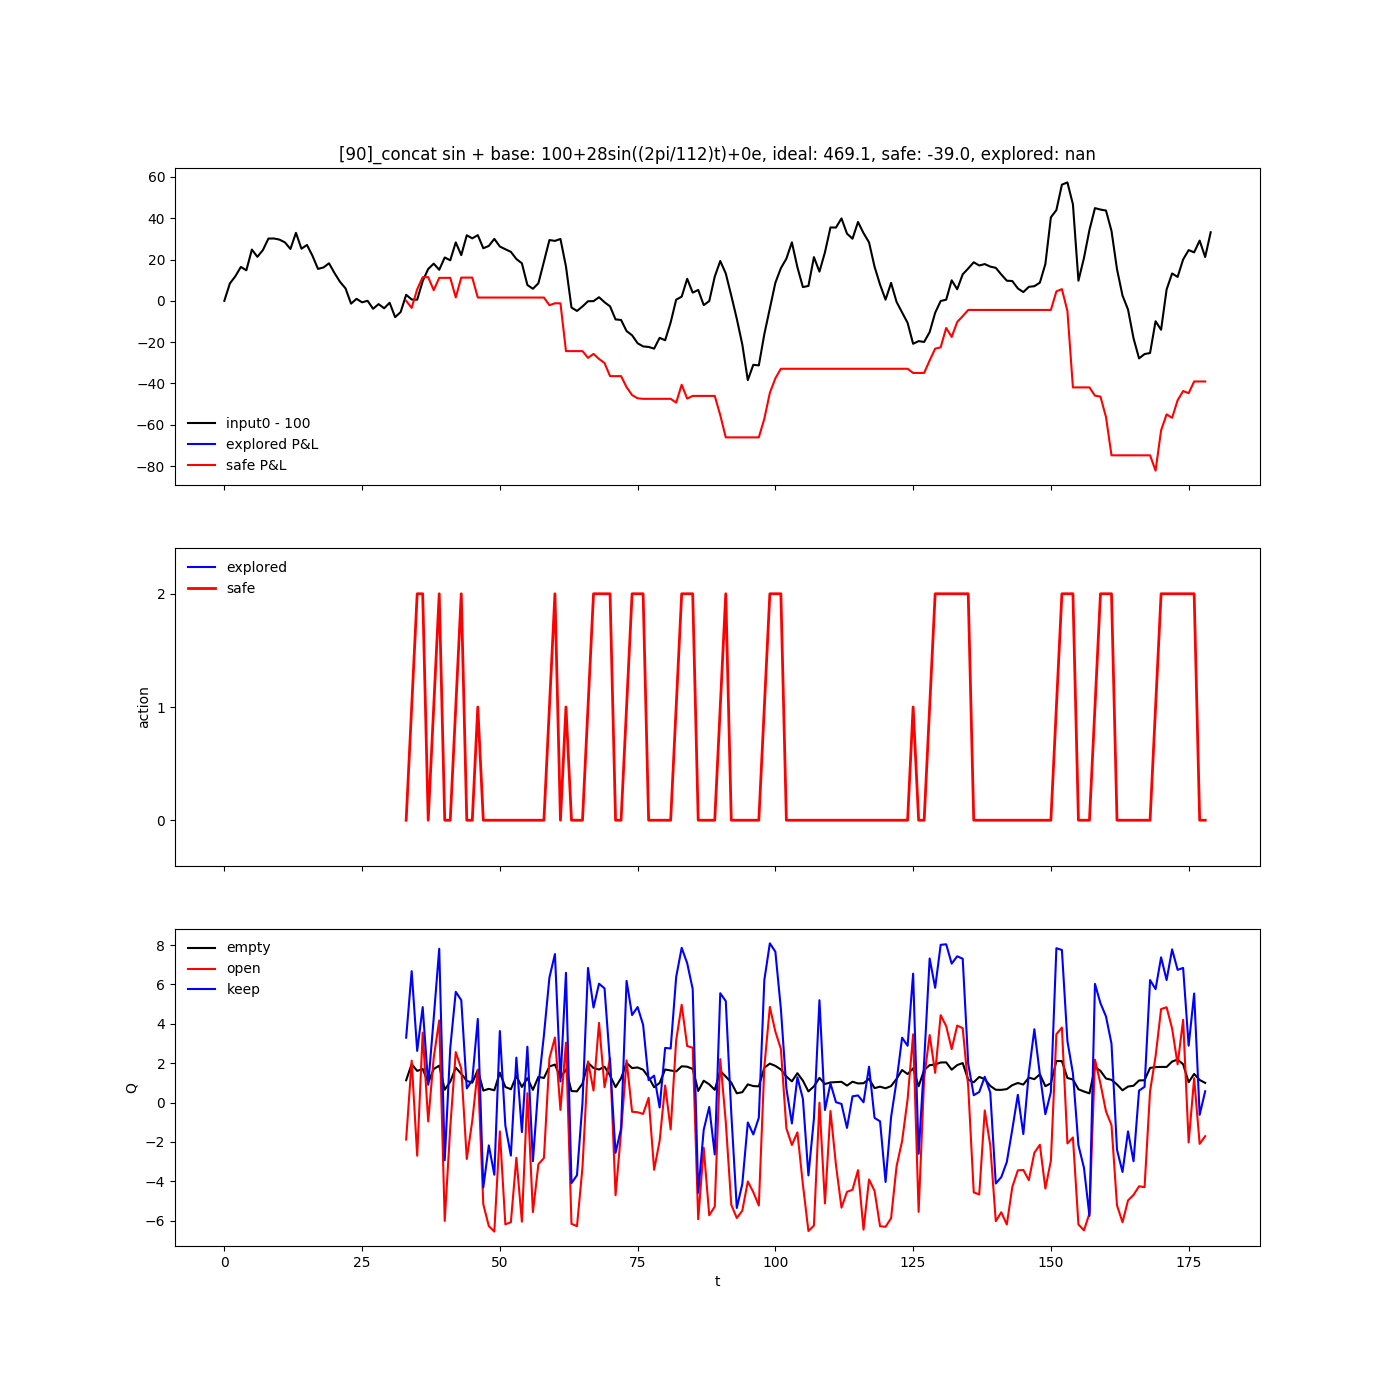 [90]_concat sin + base: 100+28sin((2pi/112)t)+0e, ideal: 469.1, safe: -39.0, explored: nan
60
40
20
0
−20
−40
−60
−80
input0 - 100
explored P&L
safe P&L
action
2
1
0
explored
safe
Q
8
6
4
2
0
−2
−4
−6
empty
open
keep
0 25 50 75 100 125 150 175
t